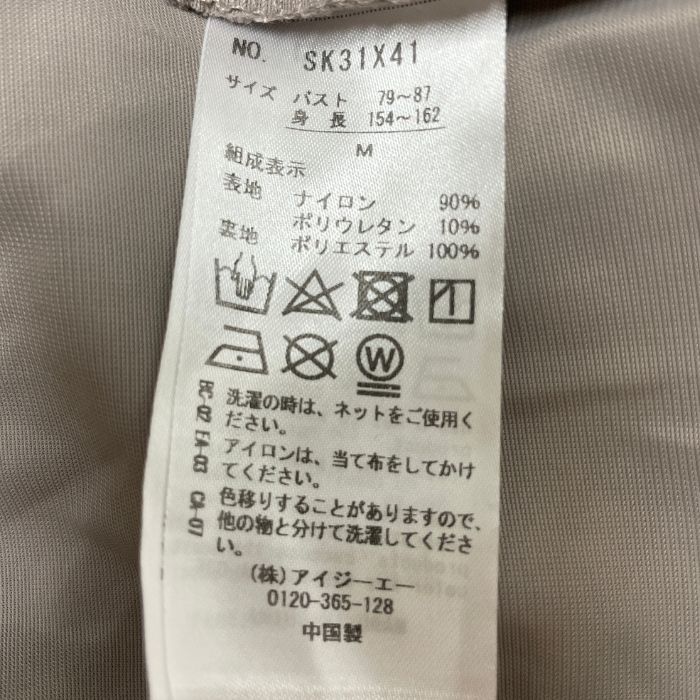 NO. SK31X41
サイズ バスト 79～87
身長 154～162
M
組成表示
表地 ナイロン 90%
ポリウレタン 10%
裏地 ポリエステル 100%
W
洗濯の時は、ネットをご使用く
ださい。
アイロンは、当て布をしてかけ
てください。
色移りすることがありますので、
他の物と分けて洗濯してくださ
い。
(株)アイジーエー
0120-365-128
中国製